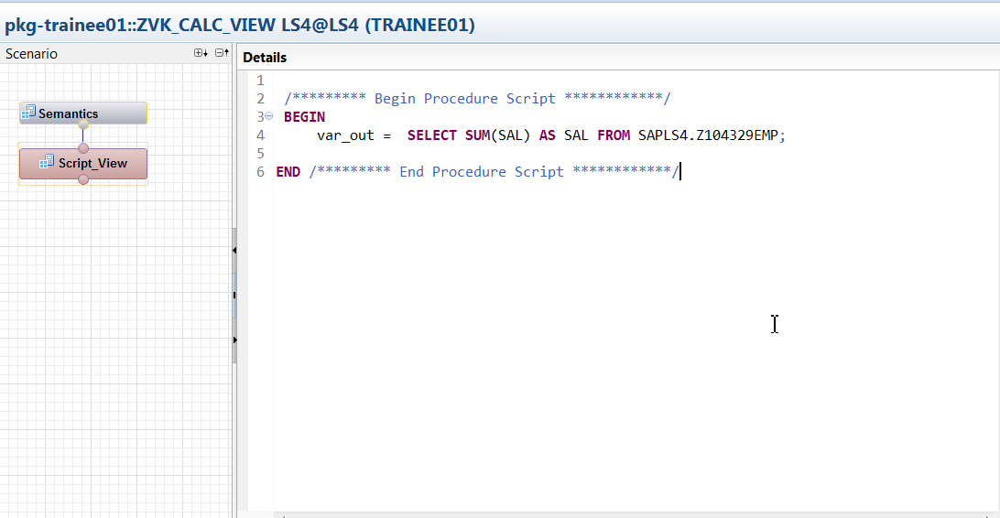 pkg-trainee01::ZVK_CALC_VIEW LS4@LS4 (TRAINEE01)
Scenario
Semantics
Script_View
Details
1
2 /********* Begin Procedure Script ************/
3 BEGIN
4 var_out = SELECT SUM(SAL) AS SAL FROM SAPLS4.Z104329EMP;
5
6 END /********* End Procedure Script ************/